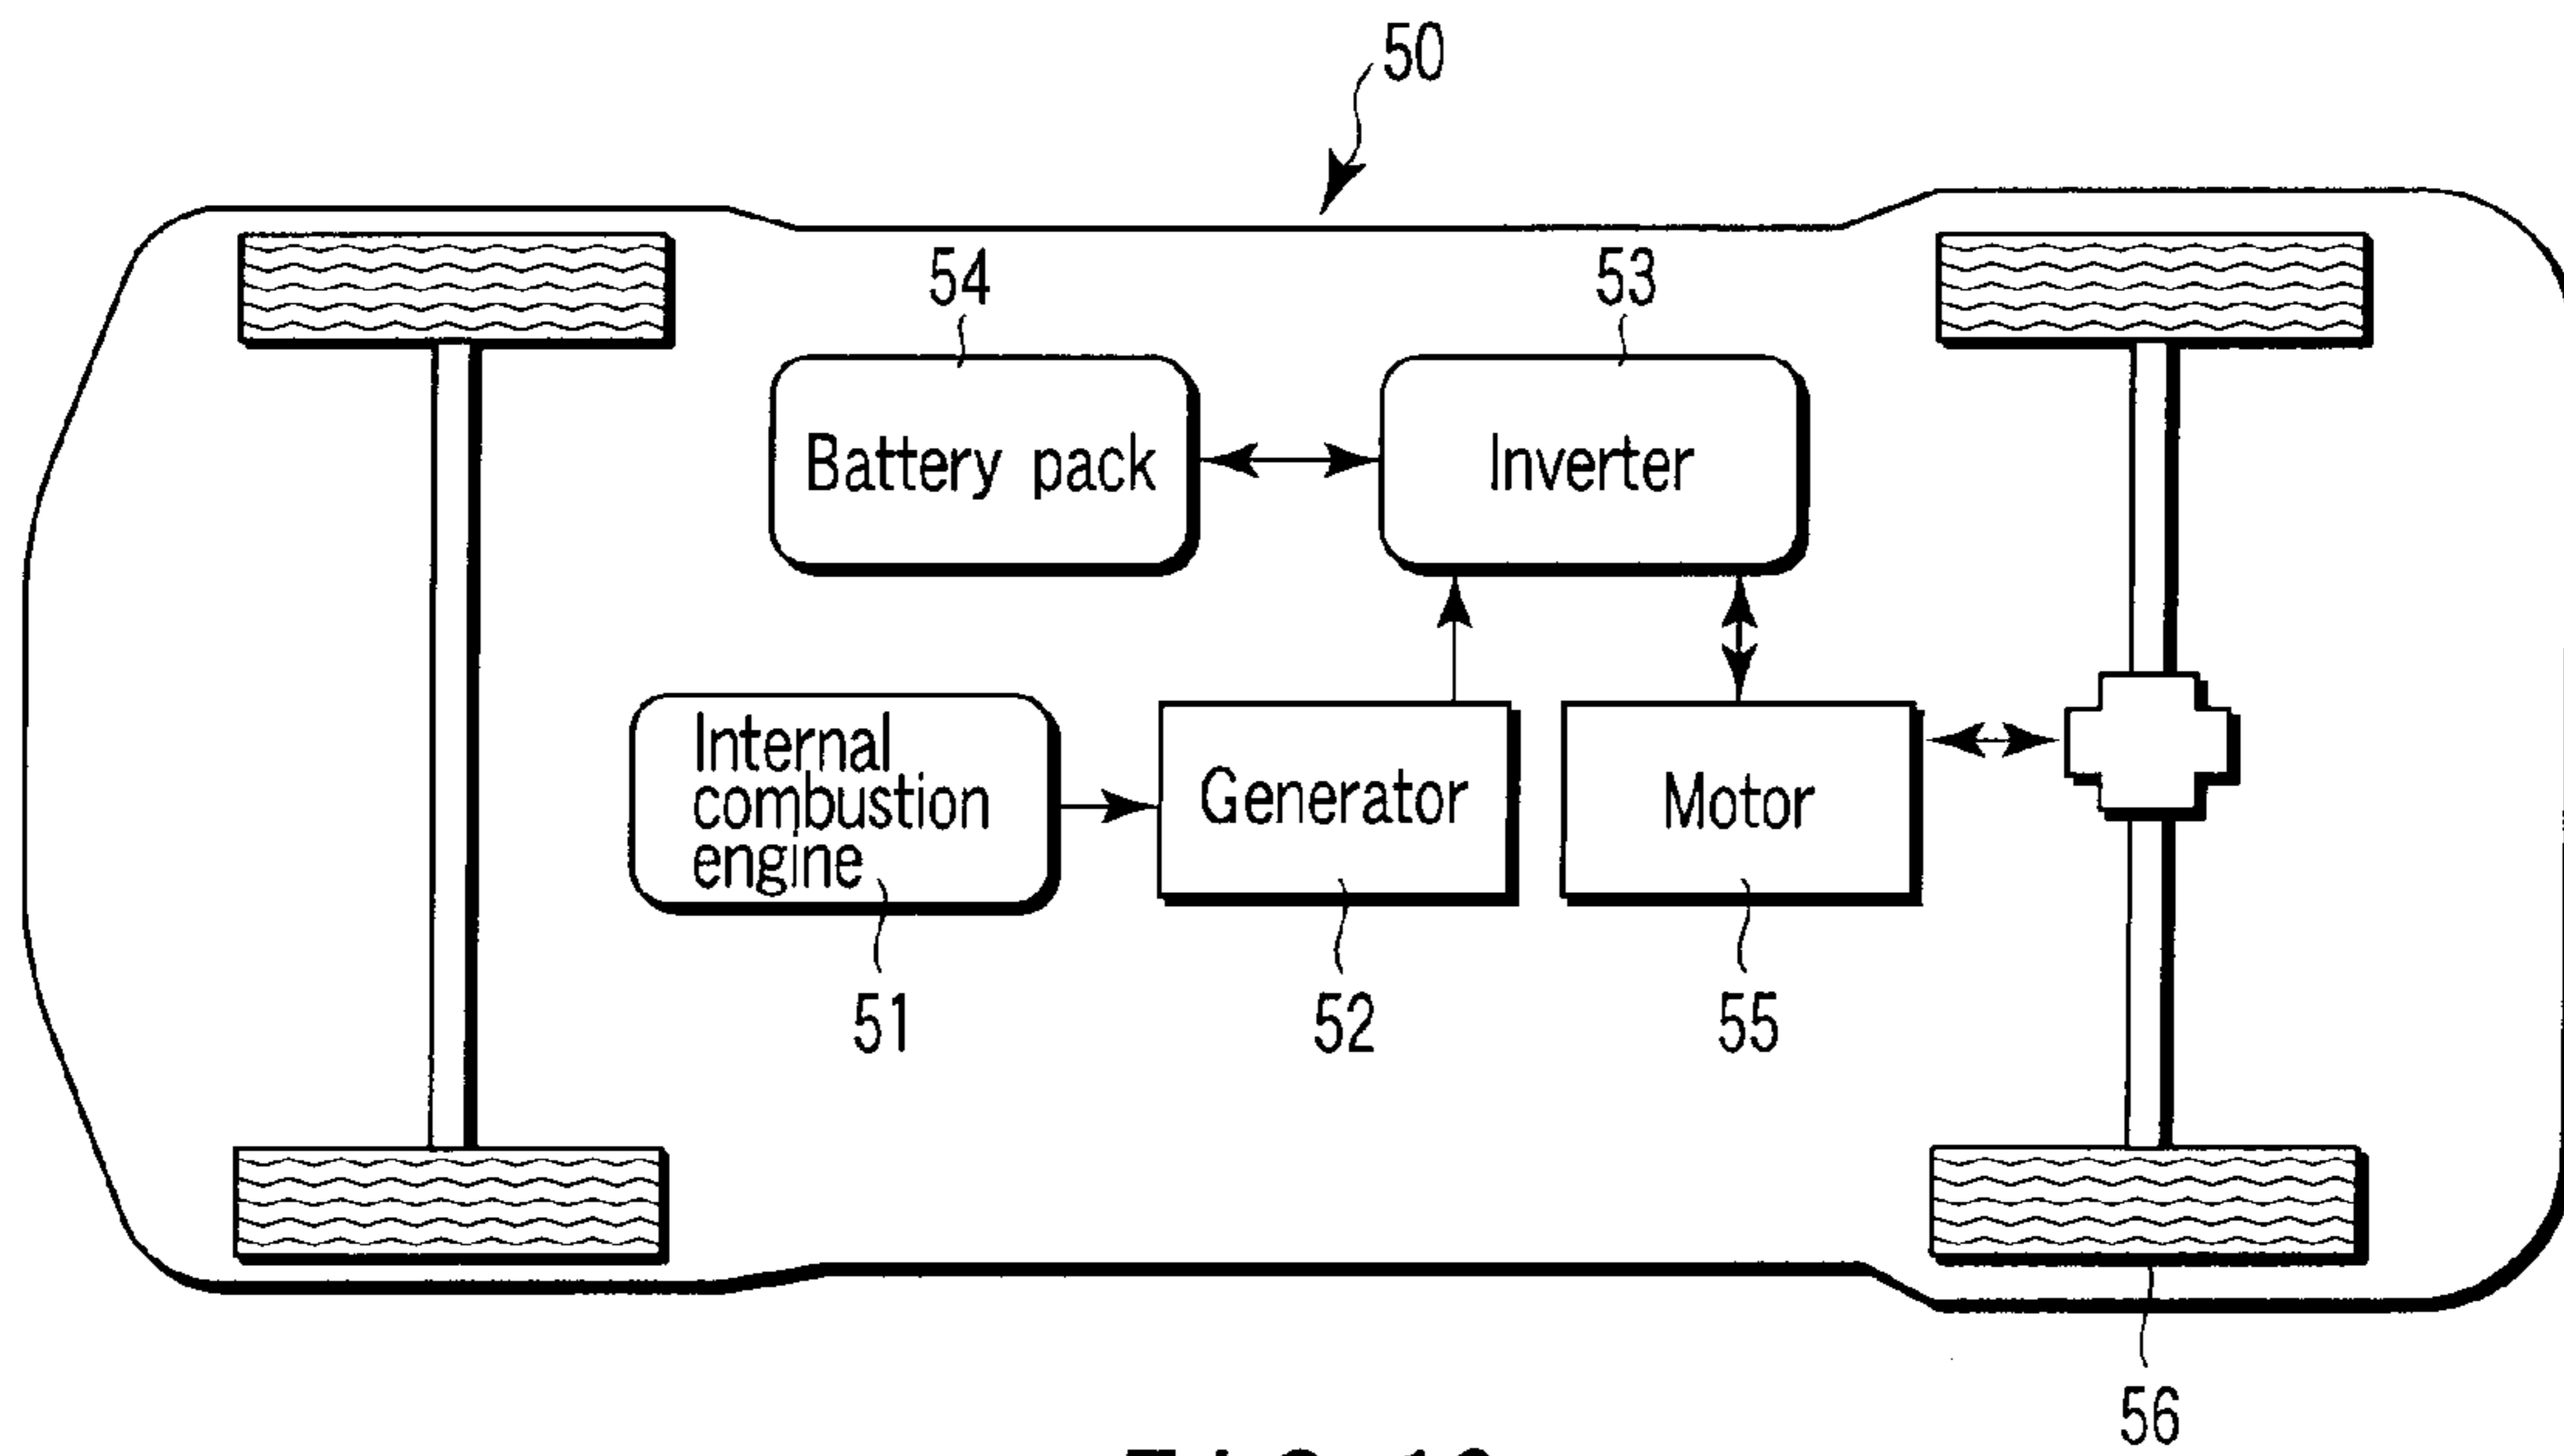 50
54
53
Battery pack
Inverter
Internal
combustion
engine
Generator
Motor
51
52
55
56